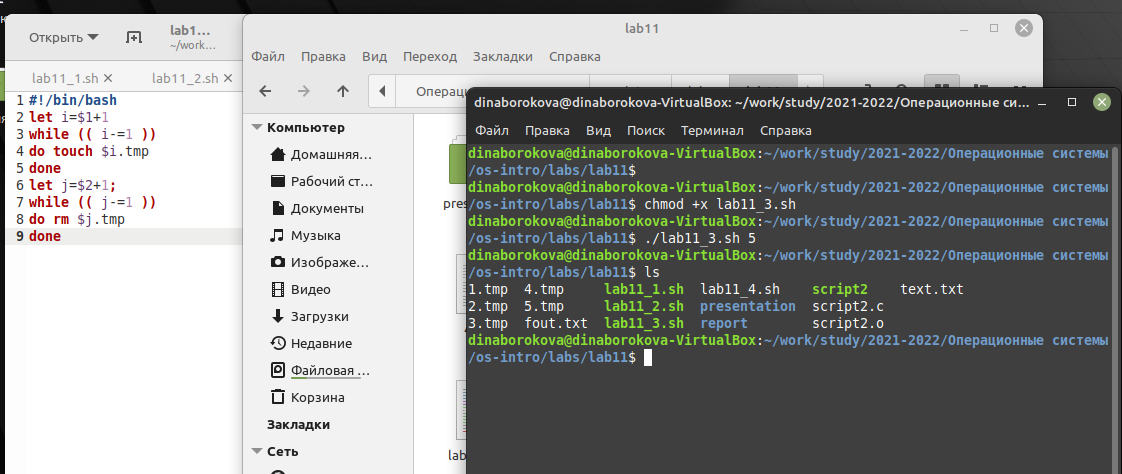 Открыть
lab1…
~/work…
lab11_1.sh
lab11_2.sh
1 #!/bin/bash
2 let i=$1+1
3 while (( i-=1 ))
4 do touch $i.tmp
5 done
6 let j=$2+1;
7 while (( j-=1 ))
8 do rm $j.tmp
9 done
lab11
Файл Правка Вид Переход Закладки Справка
Компьютер
Домашняя…
Рабочий ст…
Документы
Музыка
Изображе…
Видео
Загрузки
Недавние
Файловая …
Корзина
Закладки
Сеть
dinaborokova@dinaborokova-VirtualBox: ~/work/study/2021-2022/Операционные си…
Файл Правка Вид Поиск Терминал Справка
dinaborokova@dinaborokova-VirtualBox:~/work/study/2021-2022/Операционные системы
/os-intro/labs/lab11$
dinaborokova@dinaborokova-VirtualBox:~/work/study/2021-2022/Операционные системы
/os-intro/labs/lab11$ chmod +x lab11_3.sh
dinaborokova@dinaborokova-VirtualBox:~/work/study/2021-2022/Операционные системы
/os-intro/labs/lab11$ ./lab11_3.sh 5
dinaborokova@dinaborokova-VirtualBox:~/work/study/2021-2022/Операционные системы
/os-intro/labs/lab11$ ls
1.tmp 4.tmp lab11_1.sh lab11_4.sh script2 text.txt
2.tmp 5.tmp lab11_2.sh presentation script2.c
3.tmp fout.txt lab11_3.sh report script2.o
dinaborokova@dinaborokova-VirtualBox:~/work/study/2021-2022/Операционные системы
/os-intro/labs/lab11$